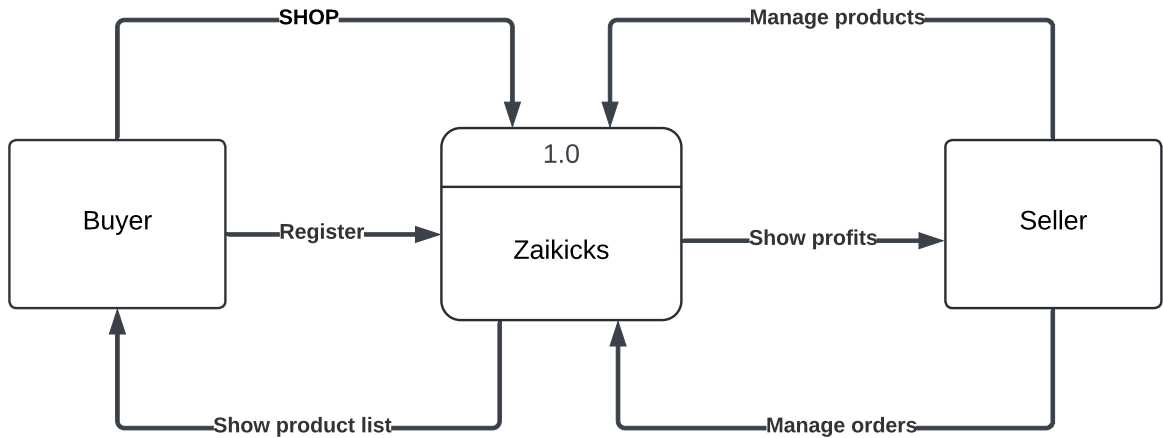 SHOP
Manage products
1.0
Buyer
Register
Zaikicks
Show profits
Seller
Show product list
Manage orders